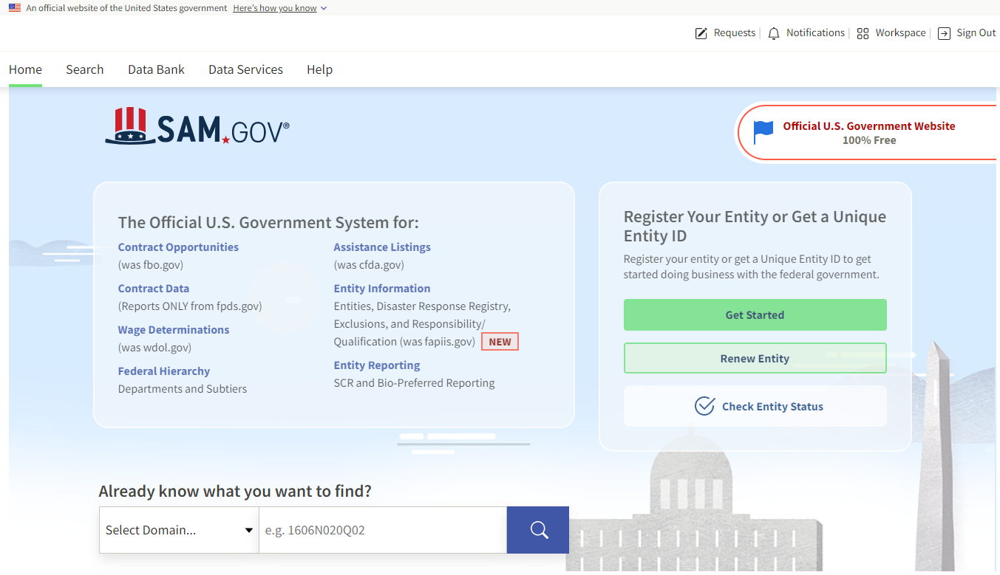 An official website of the United States government Here's how you know
Requests | Notifications | Workspace | Sign Out
Home Search Data Bank Data Services Help
SAM.GOV®
Official U.S. Government Website
100% Free
The Official U.S. Government System for:
Contract Opportunities
(was fbo.gov)
Contract Data
(Reports ONLY from fpds.gov)
Wage Determinations
(was wdol.gov)
Federal Hierarchy
Departments and Subtiers
Assistance Listings
(was cfda.gov)
Entity Information
Entities, Disaster Response Registry,
Exclusions, and Responsibility/
Qualification (was fapiis.gov) NEW
Entity Reporting
SCR and Bio-Preferred Reporting
Register Your Entity or Get a Unique
Entity ID
Register your entity or get a Unique Entity ID to get
started doing business with the federal government.
Get Started
Renew Entity
Check Entity Status
Already know what you want to find?
Select Domain... e.g. 1606N020Q02